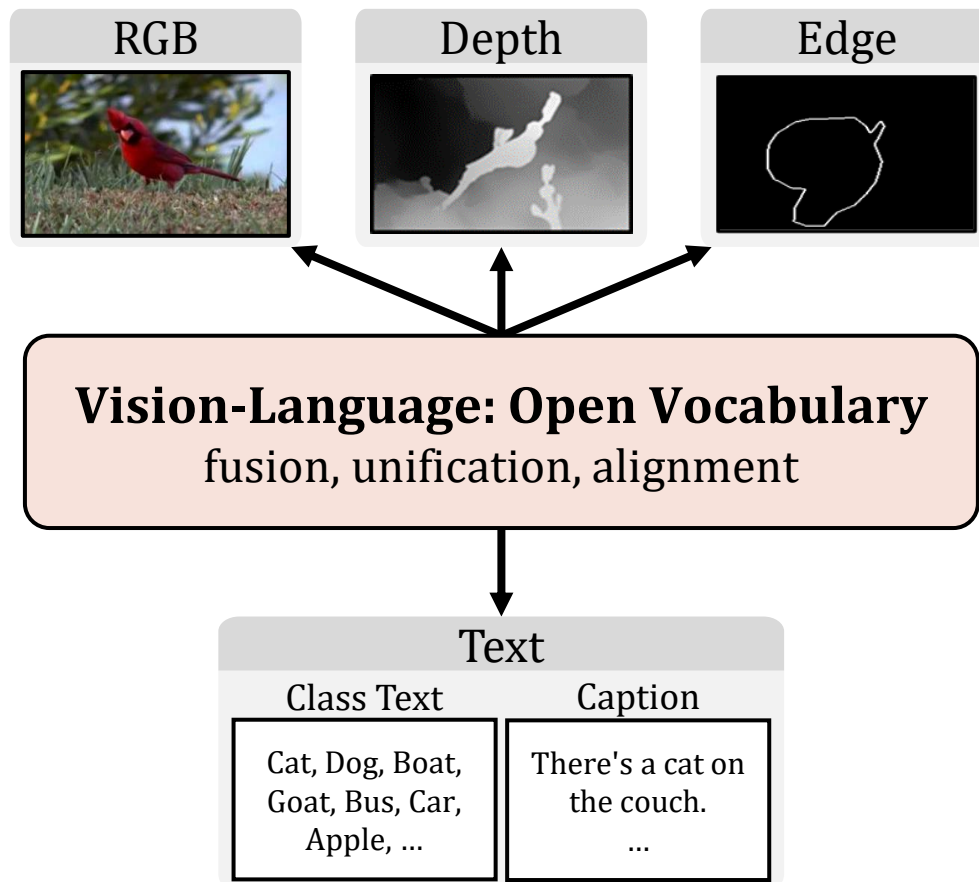 RGB
Depth
Edge
Vision-Language: Open Vocabulary
fusion, unification, alignment
Text
Class Text
Cat, Dog, Boat,
Goat, Bus, Car,
Apple, ...
Caption
There's a cat on
the couch.
...